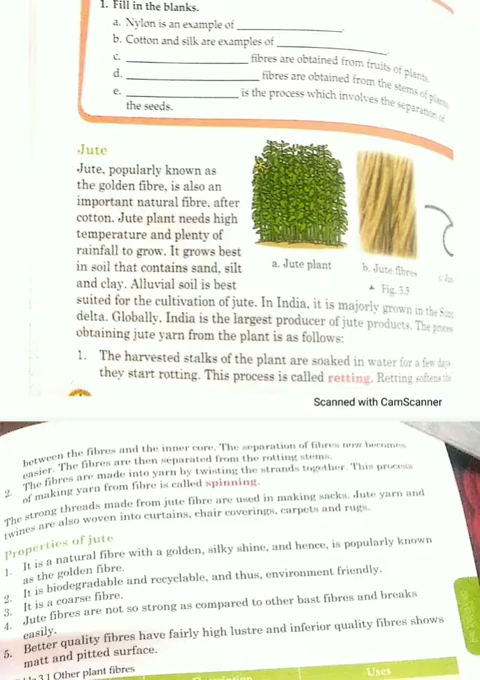 1. Fill in the blanks.
a. Nylon is an example of ____________.
b. Cotton and silk are examples of ____________.
c. ____________ fibres are obtained from fruits of plants.
d. ____________ fibres are obtained from the stems of plants.
e. ____________ is the process which involves the separation of
the seeds.
Jute
Jute, popularly known as
the golden fibre, is also an
important natural fibre, after
cotton. Jute plant needs high
temperature and plenty of
rainfall to grow. It grows best
in soil that contains sand, silt
and clay. Alluvial soil is best
a. Jute plant
b. Jute fibres
▲ Fig. 3.5
suited for the cultivation of jute. In India, it is majorly grown in the
delta. Globally, India is the largest producer of jute products. The process
obtaining jute yarn from the plant is as follows:
1. The harvested stalks of the plant are soaked in water for a few days
they start rotting. This process is called retting. Retting softens the
Scanned with CamScanner
between the fibres and the inner core. The separation of fibres now becomes
easier. The fibres are then separated from the rotting stems.
2. The fibres are made into yarn by twisting the strands together. This process
of making yarn from fibre is called spinning.
The strong threads made from jute fibre are used in making sacks. Jute yarn and
twines are also woven into curtains, chair coverings, carpets and rugs.
Properties of jute
1. It is a natural fibre with a golden, silky shine, and hence, is popularly known
as the golden fibre.
2. It is biodegradable and recyclable, and thus, environment friendly.
3. It is a coarse fibre.
4. Jute fibres are not so strong as compared to other bast fibres and breaks
easily.
5. Better quality fibres have fairly high lustre and inferior quality fibres shows
matt and pitted surface.
3.1 Other plant fibres
Description
Uses